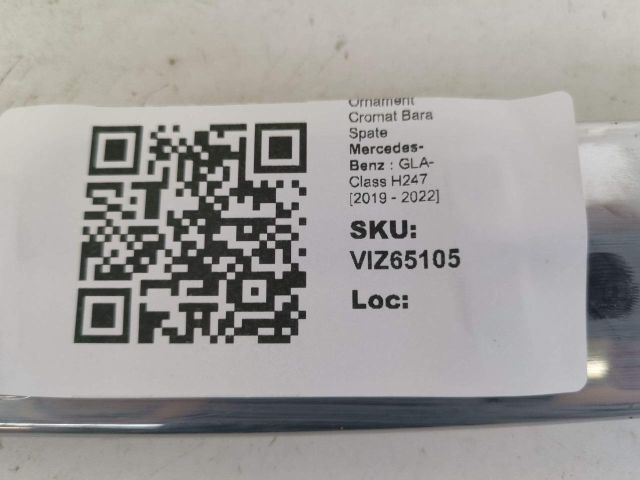 Ornament
Cromat Bara
Spate
Mercedes-
Benz : GLA-
Class H247
[2019 - 2022]
SKU:
VIZ65105
Loc: